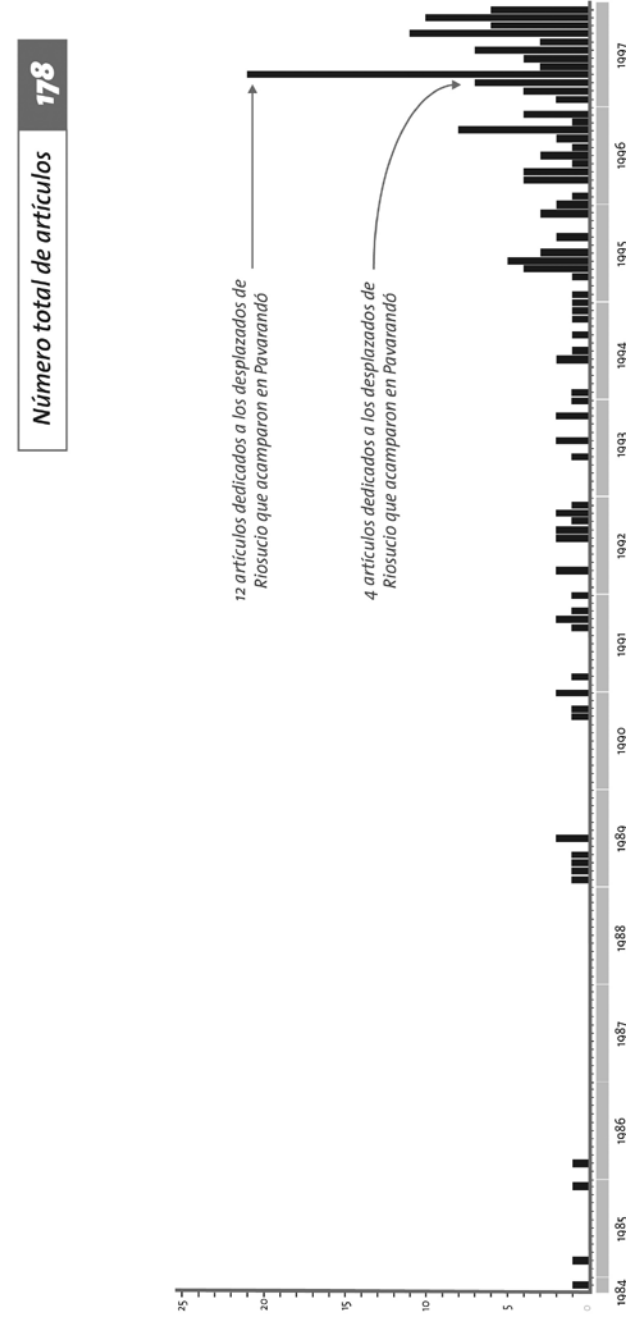 Número total de artículos 178
12 artículos dedicados a los desplazados de
Riosucio que acamparon en Pavarandó
4 artículos dedicados a los desplazados de
Riosucio que acamparon en Pavarandó
25
20
15
10
5
0
1984 1985 1986 1987 1988 1989 1990 1991 1992 1993 1994 1995 1996 1997